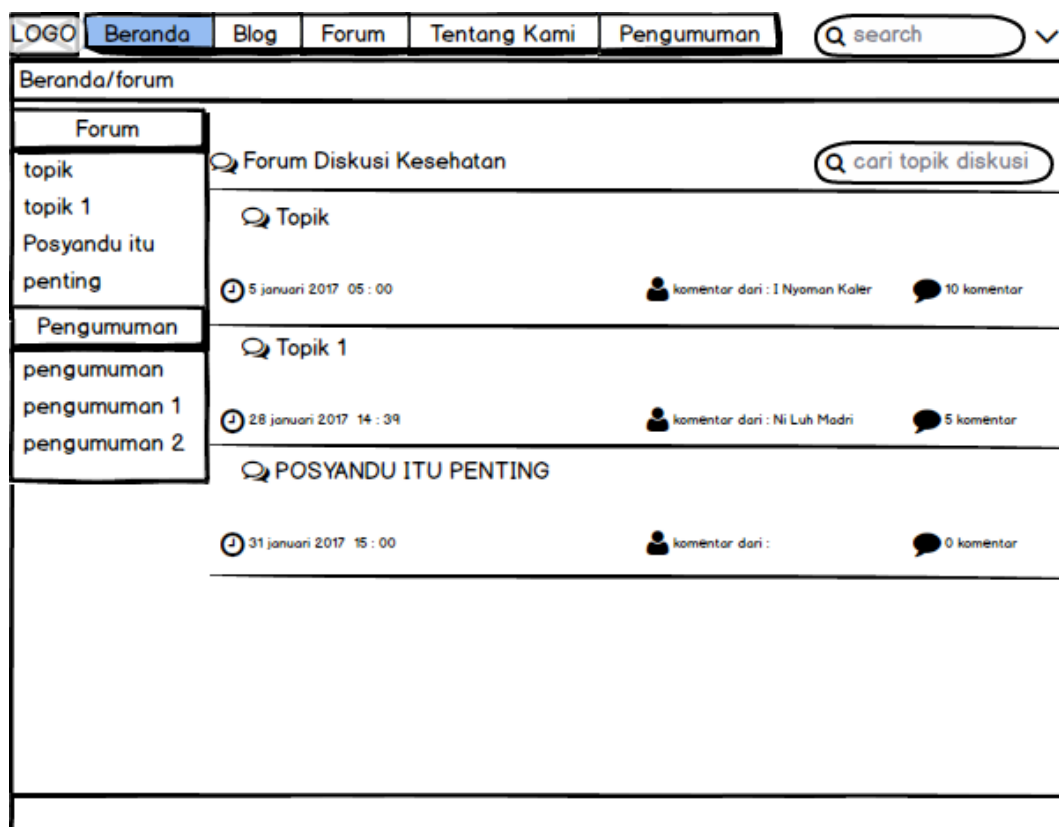 LOGO Beranda Blog Forum Tentang Kami Pengumuman search
Beranda/forum
Forum
topik
topik 1
Posyandu itu
penting
Pengumuman
pengumuman
pengumuman 1
pengumuman 2
Forum Diskusi Kesehatan cari topik diskusi
Topik
5 januari 2017 05 : 00 komentar dari : I Nyoman Kaler 10 komentar
Topik 1
28 januari 2017 14 : 39 komentar dari : Ni Luh Madri 5 komentar
POSYANDU ITU PENTING
31 januari 2017 15 : 00 komentar dari : 0 komentar